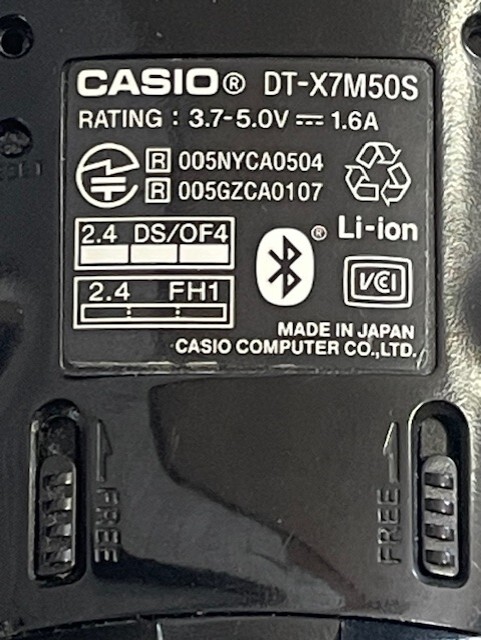 CASIO® DT-X7M50S
RATING : 3.7-5.0V ⎓ 1.6A
R 005NYCA0504
R 005GZCA0107
2.4 DS/OF4
® Li-ion
2.4 FH1
VCI
MADE IN JAPAN
CASIO COMPUTER CO.,LTD.
FREE
FREE